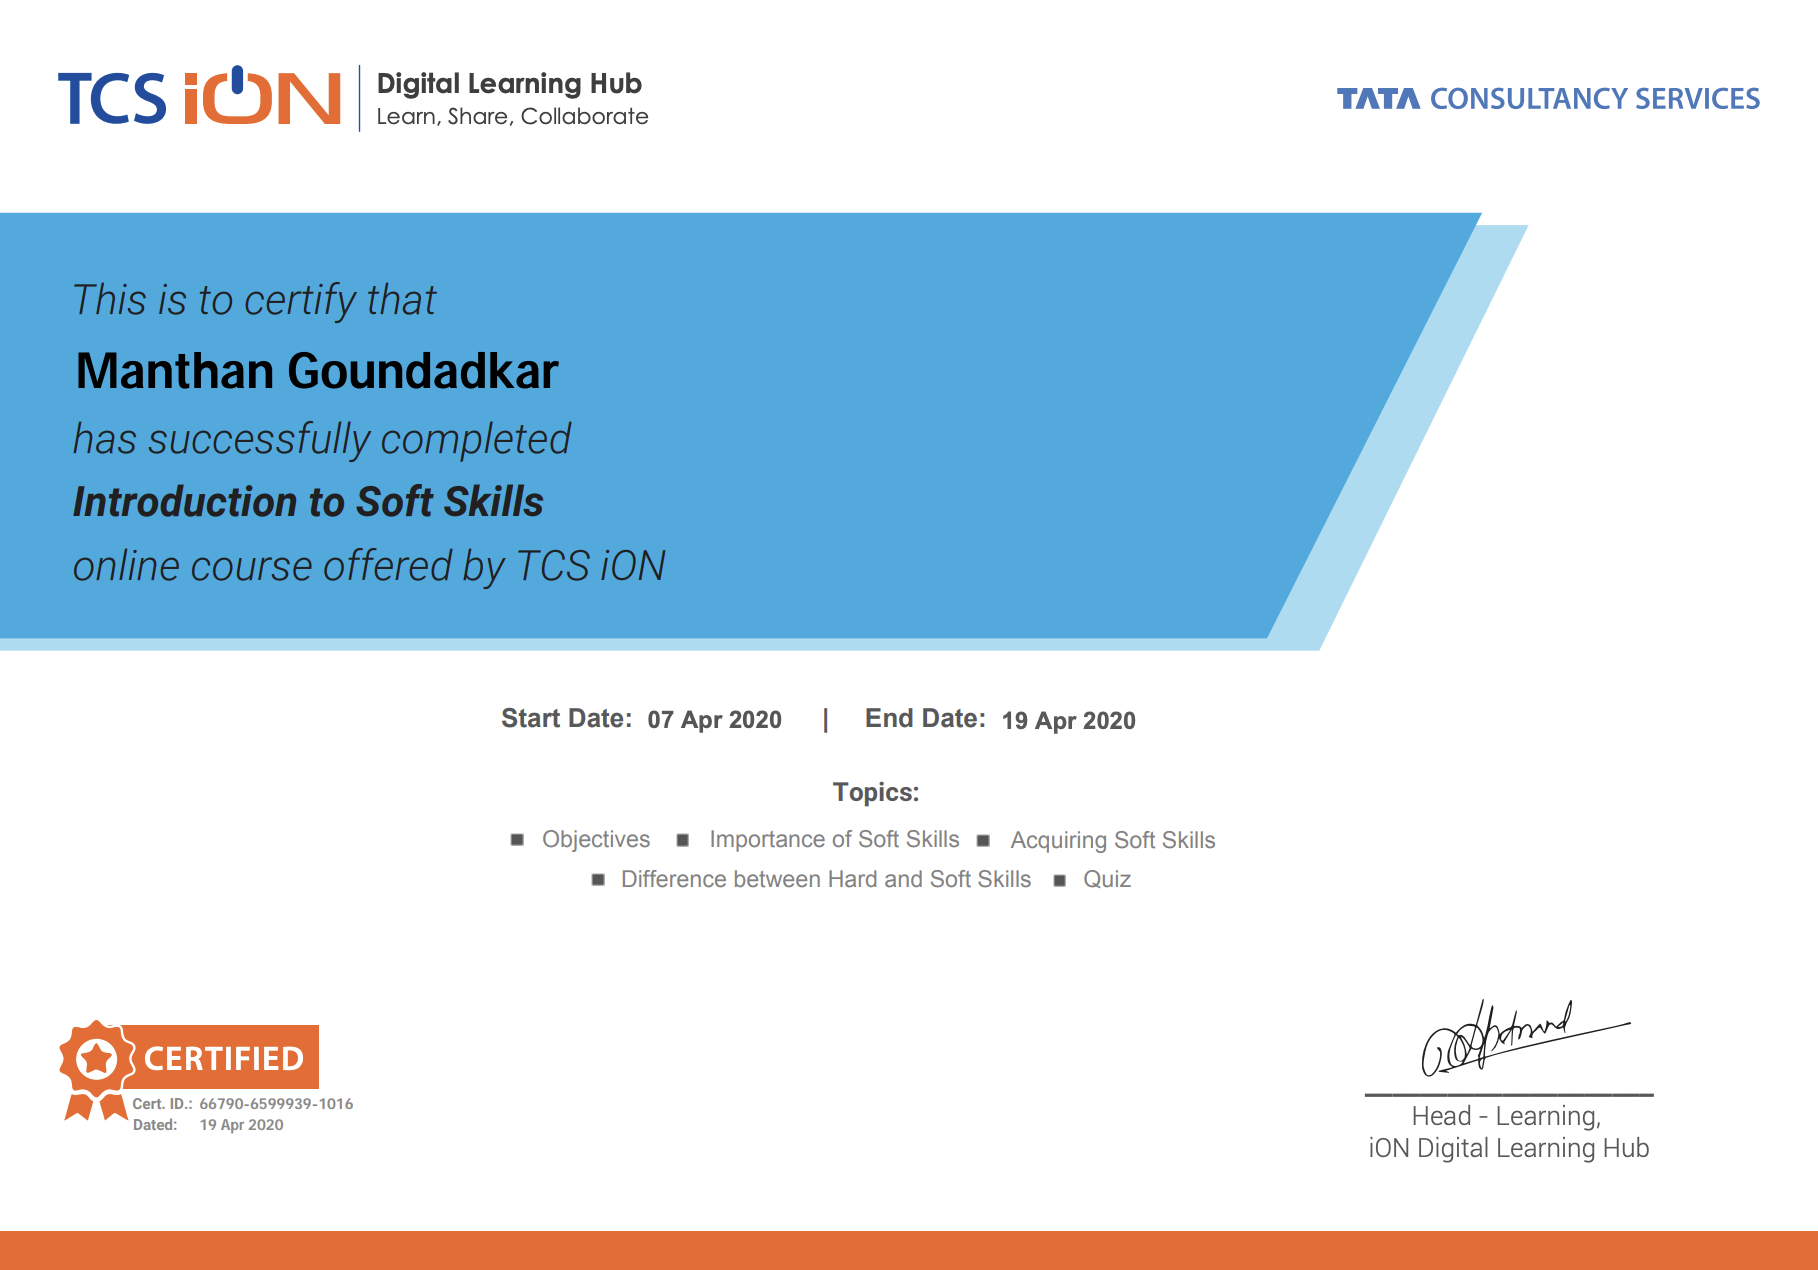 TCS iON
Digital Learning Hub
Learn, Share, Collaborate
TATA CONSULTANCY SERVICES
This is to certify that
Manthan Goundadkar
has successfully completed
Introduction to Soft Skills
online course offered by TCS iON
Start Date: 07 Apr 2020 | End Date: 19 Apr 2020
Topics:
Objectives Importance of Soft Skills Acquiring Soft Skills
Difference between Hard and Soft Skills Quiz
CERTIFIED
Cert. ID.: 66790-6599939-1016
Dated: 19 Apr 2020
Head - Learning,
iON Digital Learning Hub